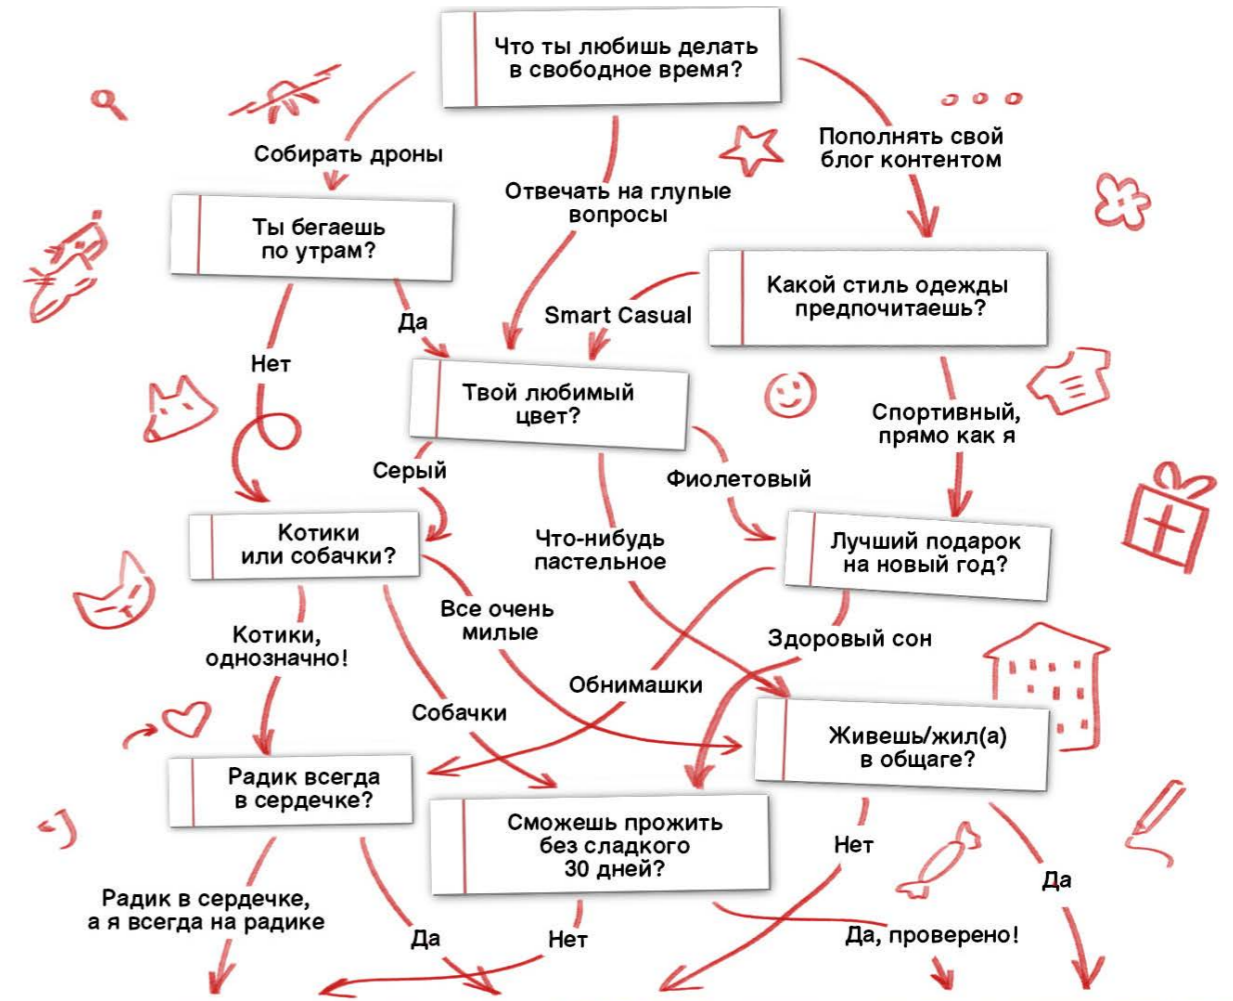 Что ты любишь делать
в свободное время?
Собирать дроны
Отвечать на глупые
вопросы
Пополнять свой
блог контентом
Ты бегаешь
по утрам?
Какой стиль одежды
предпочитаешь?
Да
Smart Casual
Нет
Твой любимый
цвет?
Спортивный,
прямо как я
Серый
Фиолетовый
Что-нибудь
пастельное
Котики
или собачки?
Лучший подарок
на новый год?
Котики,
однозначно!
Все очень
милые
Здоровый сон
Обнимашки
Собачки
Живешь/жил(а)
в общаге?
Радик всегда
в сердечке?
Сможешь прожить
без сладкого
30 дней?
Нет
Да
Радик в сердечке,
а я всегда на радике
Да
Нет
Да, проверено!